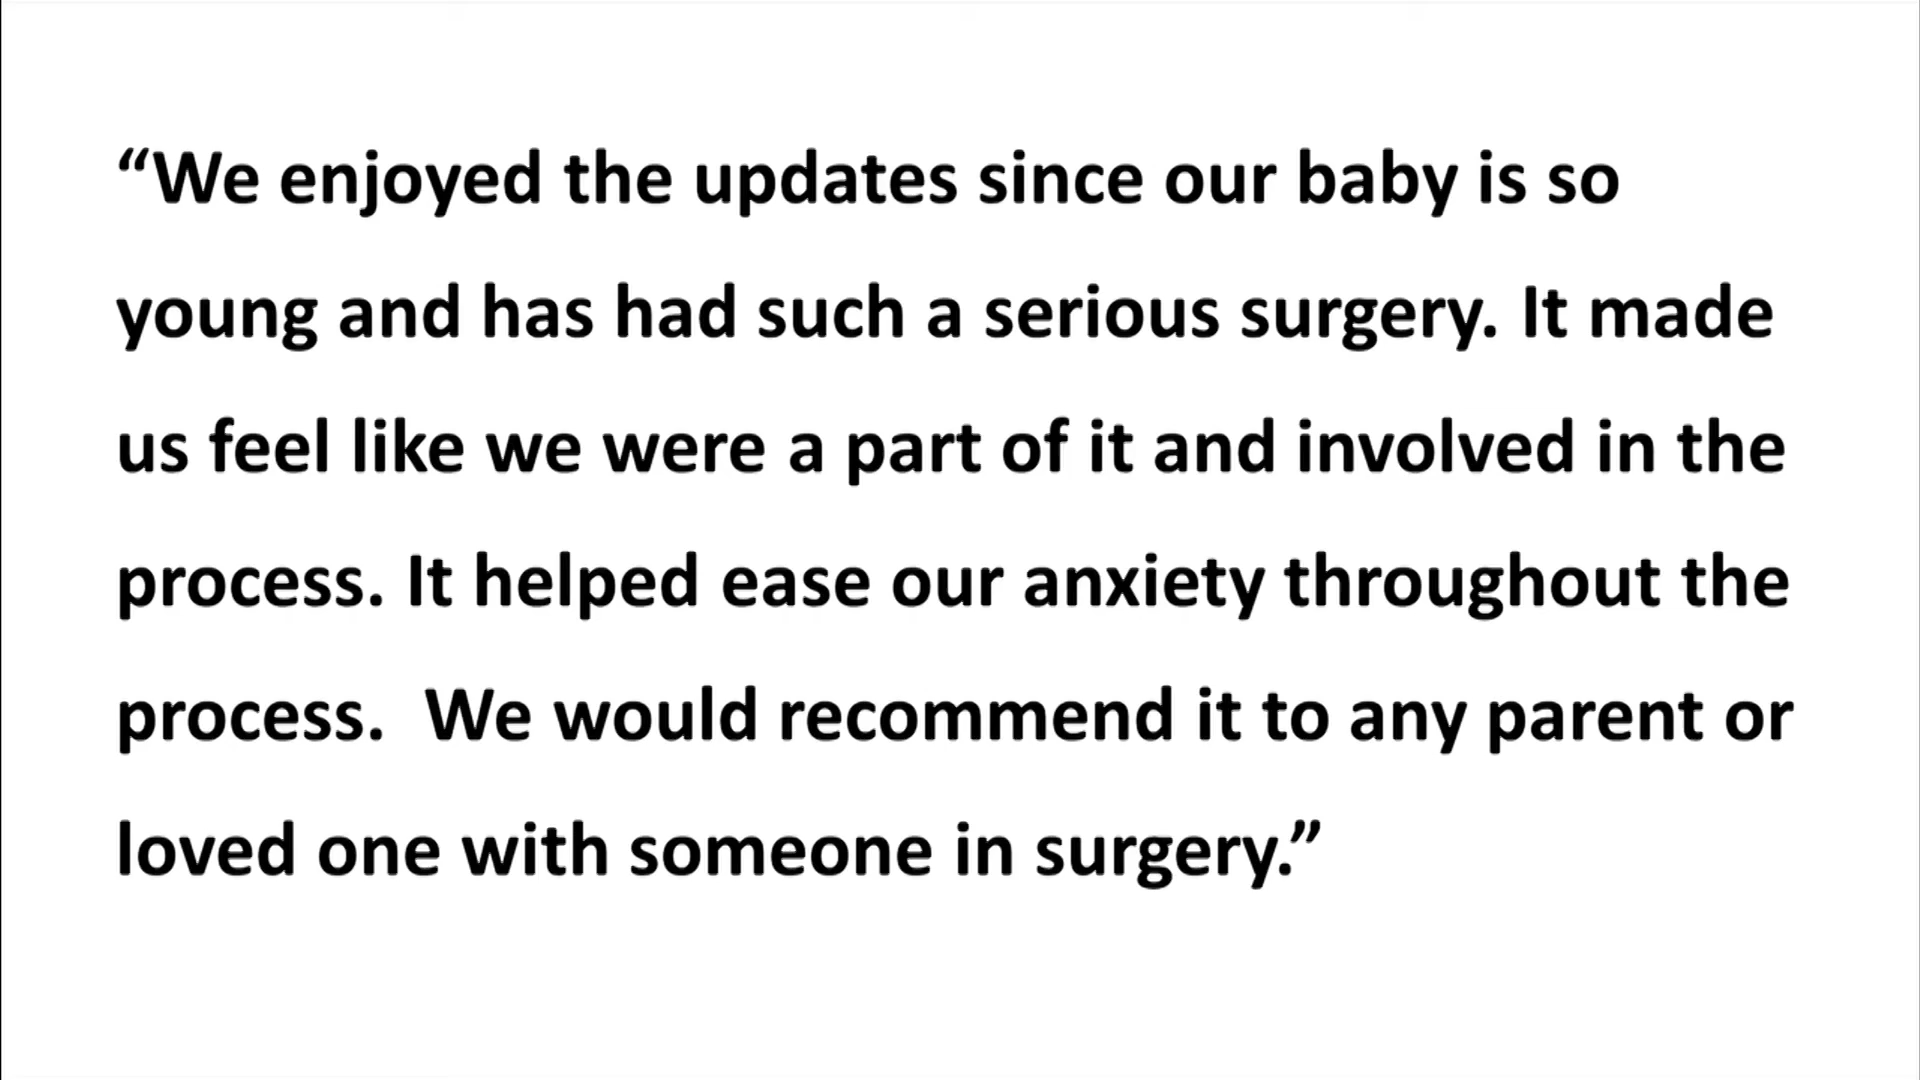 “We enjoyed the updates since our baby is so
young and has had such a serious surgery. It made
us feel like we were a part of it and involved in the
process. It helped ease our anxiety throughout the
process.  We would recommend it to any parent or
loved one with someone in surgery.”